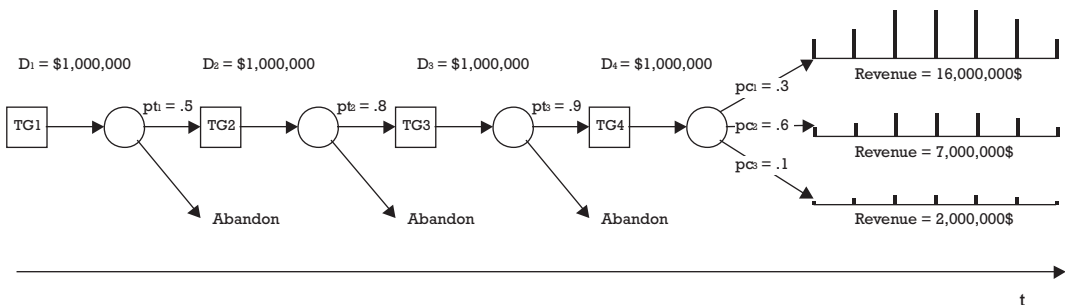 D₁ = $1,000,000
D₂ = $1,000,000
D₃ = $1,000,000
D₄ = $1,000,000
Revenue = 16,000,000$
pc₁ = .3
TG1
pt₁ = .5
TG2
pt₂ = .8
TG3
pt₃ = .9
TG4
pc₂ = .6
Revenue = 7,000,000$
pc₃ = .1
Abandon
Abandon
Abandon
Revenue = 2,000,000$
t